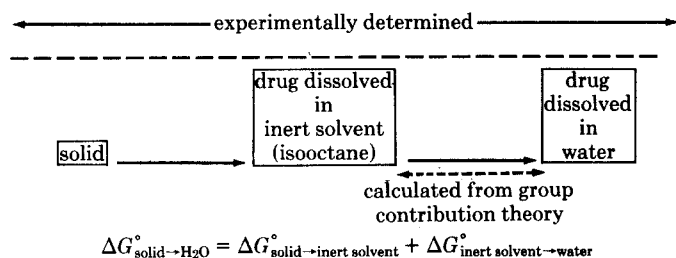 experimentally determined
drug dissolved
in
inert solvent
(isooctane)
drug
dissolved
in
water
solid
calculated from group
contribution theory
ΔG°solid→H₂O = ΔG°solid→inert solvent + ΔG°inert solvent→water